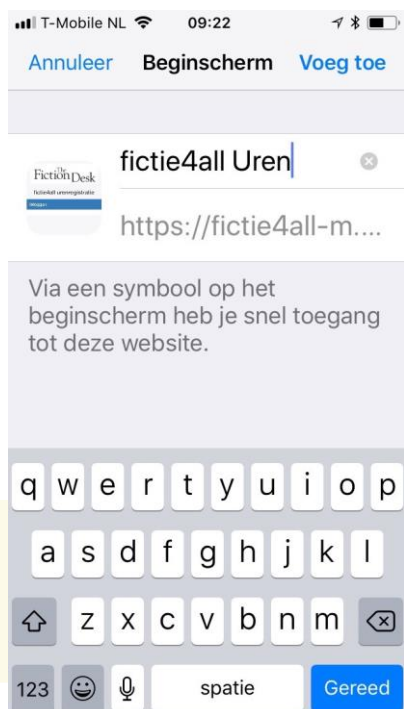 T-Mobile NL 09:22
Annuleer Beginscherm Voeg toe
The
Fiction Desk
fictie4all urenregistratie
Inloggen
fictie4all Uren
https://fictie4all-m....
Via een symbool op het
beginscherm heb je snel toegang
tot deze website.
q w e r t y u i o p
a s d f g h j k l
z x c v b n m
123 spatie Gereed